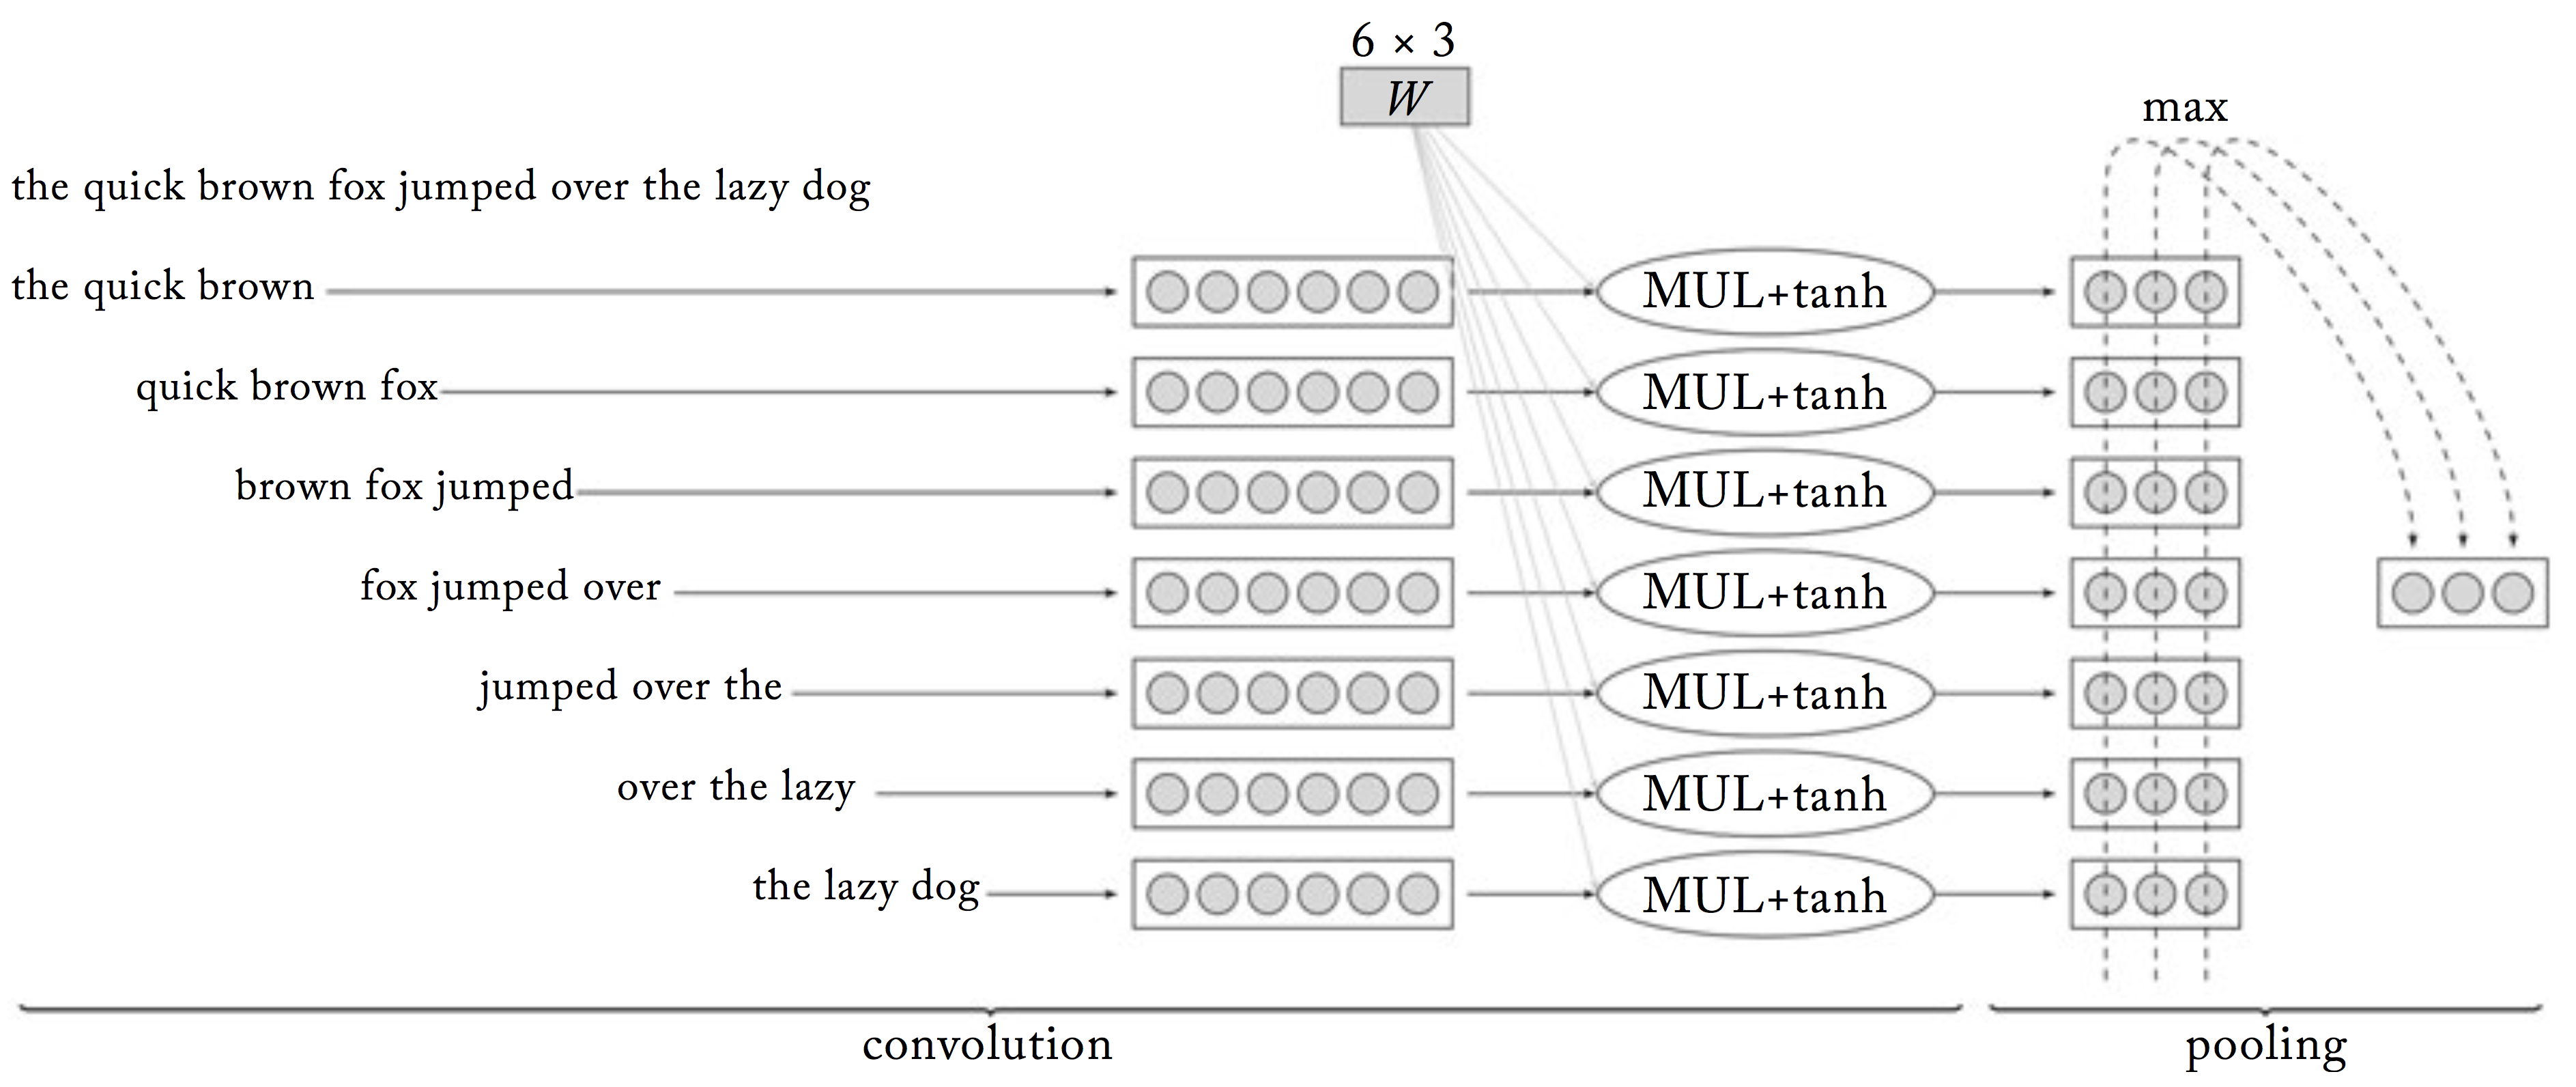 6 × 3
W
max
the quick brown fox jumped over the lazy dog
the quick brown
MUL+tanh
quick brown fox
MUL+tanh
brown fox jumped
MUL+tanh
fox jumped over
MUL+tanh
jumped over the
MUL+tanh
over the lazy
MUL+tanh
the lazy dog
MUL+tanh
convolution
pooling